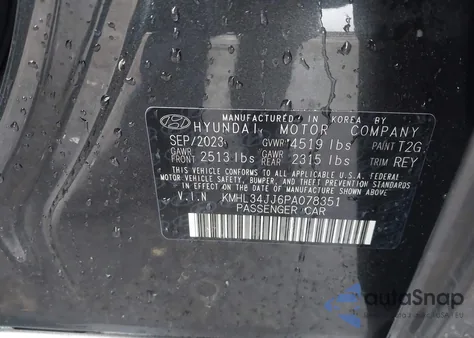 MANUFACTURED IN KOREA BY
HYUNDAI MOTOR COMPANY
SEP/2023 GVWR 4519 lbs PAINT T2G
GAWR FRONT 2513 lbs GAWR REAR 2315 lbs TRIM REY
THIS VEHICLE CONFORMS TO ALL APPLICABLE U.S. FEDERAL
MOTOR VEHICLE SAFETY, BUMPER, AND THEFT PREVENTION
STANDARDS IN EFFECT ON THE DATE OF MANUFACTURE SHOWN ABOVE.
V.I.N KMHL34JJ6PA078351
PASSENGER CAR
autoSnap